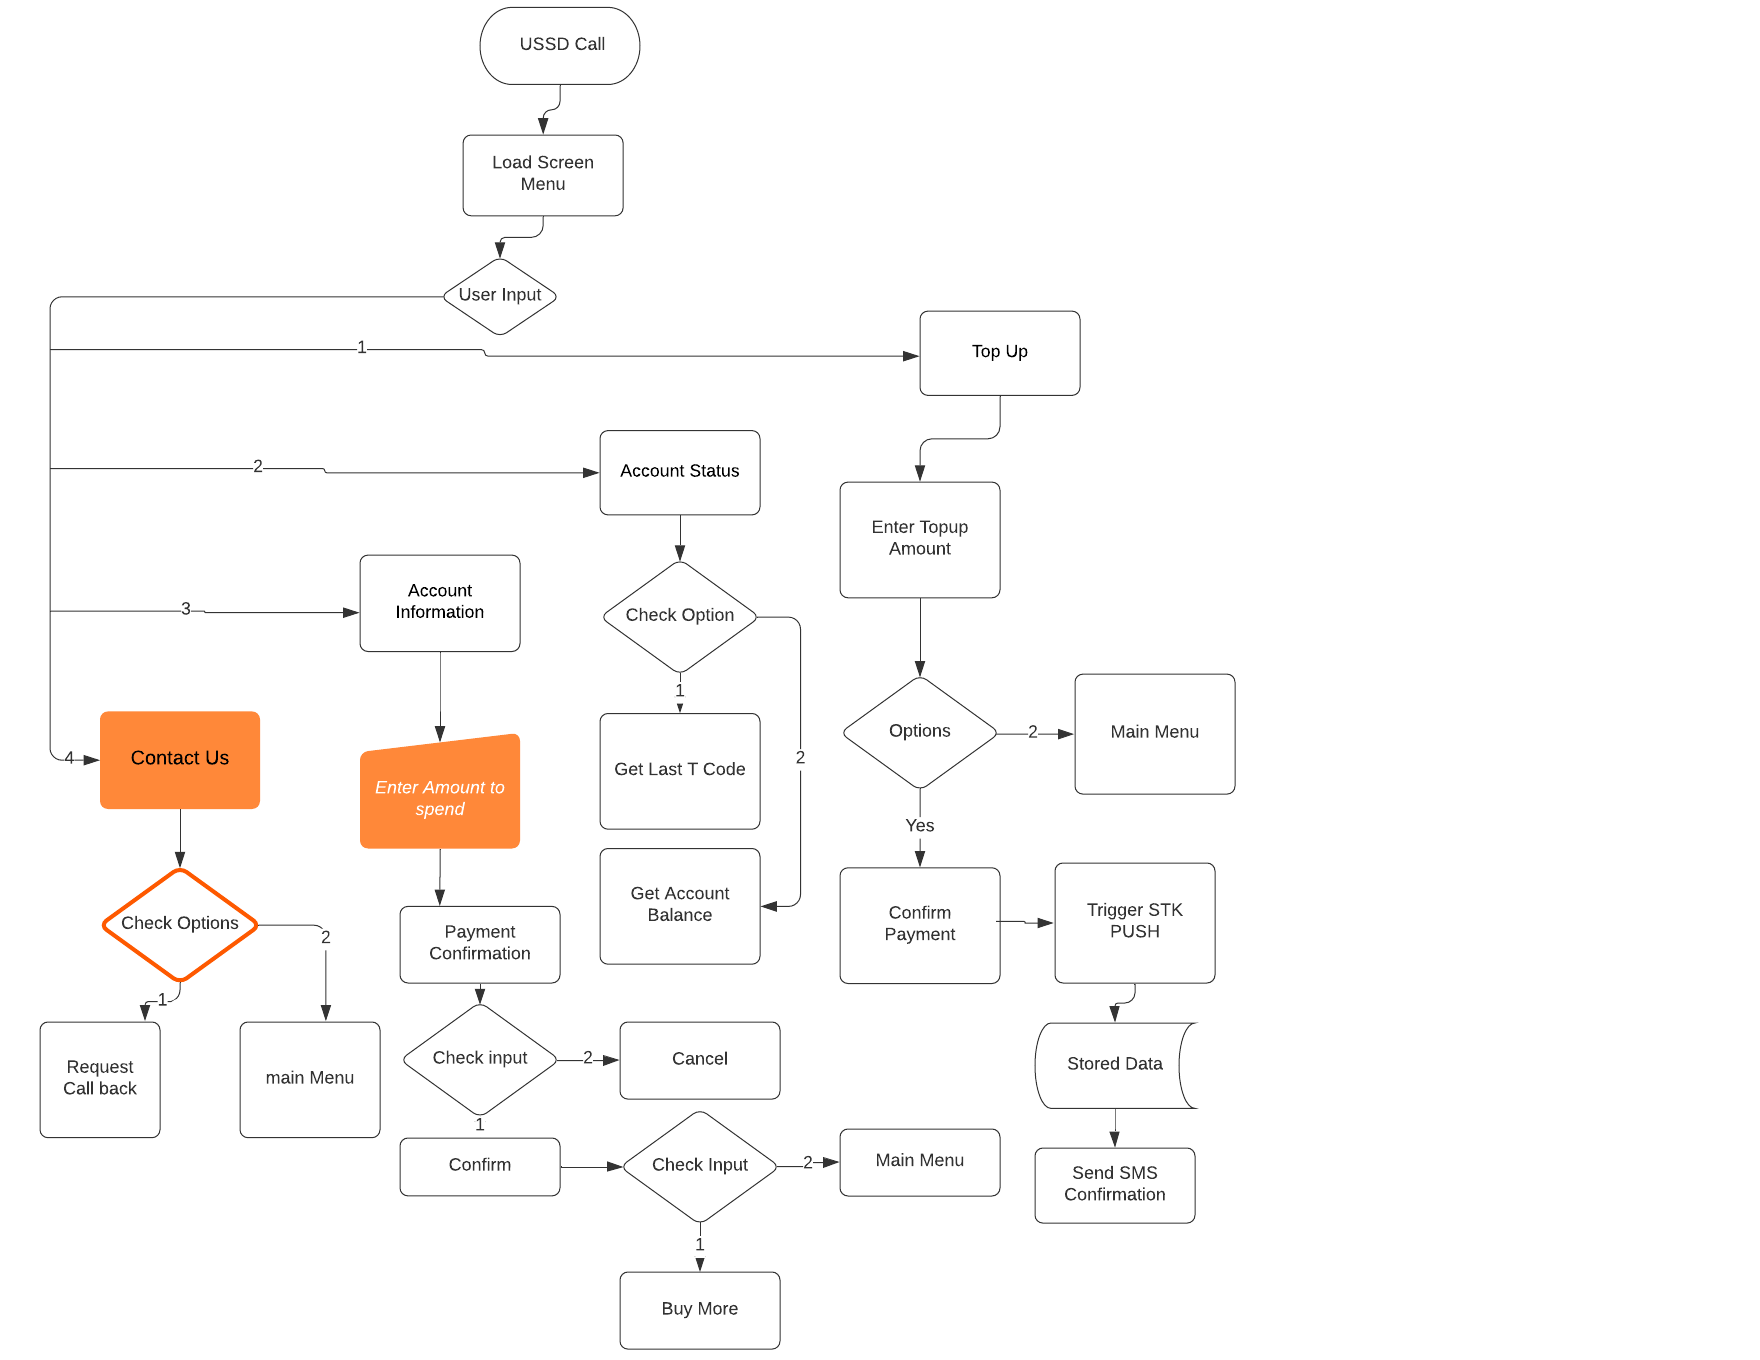 USSD Call
Load Screen
Menu
User Input
1
Top Up
2
Account Status
Enter Topup
Amount
3
Account
Information
Check Option
1
2
Get Last T Code
Options
2
Main Menu
4
Contact Us
Enter Amount to
spend
Yes
Get Account
Balance
Confirm
Payment
Trigger STK
PUSH
Check Options
2
1
Payment
Confirmation
Request
Call back
main Menu
Check input
2
Cancel
1
Stored Data
Confirm
Check Input
2
Main Menu
Send SMS
Confirmation
1
Buy More